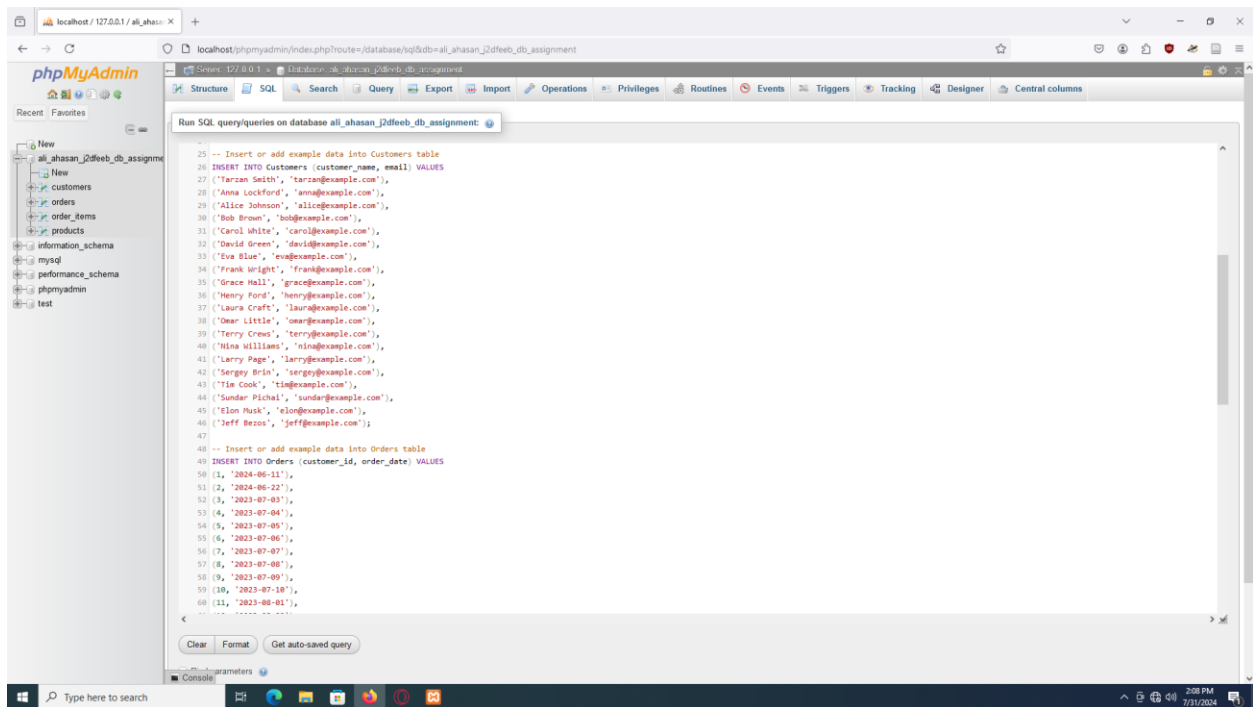 localhost / 127.0.0.1 / ali_ahasan
localhost/phpmyadmin/index.php?route=/database/sql&db=ali_ahasan_j2dfeeb_db_assignment
phpMyAdmin
Recent Favorites
New
ali_ahasan_j2dfeeb_db_assignme
New
customers
orders
order_items
products
information_schema
mysql
performance_schema
phpmyadmin
test
Server: 127.0.0.1 » Database: ali_ahasan_j2dfeeb_db_assignment
Structure SQL Search Query Export Import Operations Privileges Routines Events Triggers Tracking Designer Central columns
Run SQL query/queries on database ali_ahasan_j2dfeeb_db_assignment:
25 -- Insert or add example data into Customers table
26 INSERT INTO Customers (customer_name, email) VALUES
27 ('Tarzan Smith', 'tarzan@example.com'),
28 ('Anna Lockford', 'anna@example.com'),
29 ('Alice Johnson', 'alice@example.com'),
30 ('Bob Brown', 'bob@example.com'),
31 ('Carol White', 'carol@example.com'),
32 ('David Green', 'david@example.com'),
33 ('Eva Blue', 'eva@example.com'),
34 ('Frank Wright', 'frank@example.com'),
35 ('Grace Hall', 'grace@example.com'),
36 ('Henry Ford', 'henry@example.com'),
37 ('Laura Craft', 'laura@example.com'),
38 ('Omar Little', 'omar@example.com'),
39 ('Terry Crews', 'terry@example.com'),
40 ('Nina Williams', 'nina@example.com'),
41 ('Larry Page', 'larry@example.com'),
42 ('Sergey Brin', 'sergey@example.com'),
43 ('Tim Cook', 'tim@example.com'),
44 ('Sundar Pichai', 'sundar@example.com'),
45 ('Elon Musk', 'elon@example.com'),
46 ('Jeff Bezos', 'jeff@example.com');
47
48 -- Insert or add example data into Orders table
49 INSERT INTO Orders (customer_id, order_date) VALUES
50 (1, '2024-06-11'),
51 (2, '2024-06-22'),
52 (3, '2023-07-03'),
53 (4, '2023-07-04'),
54 (5, '2023-07-05'),
55 (6, '2023-07-06'),
56 (7, '2023-07-07'),
57 (8, '2023-07-08'),
58 (9, '2023-07-09'),
59 (10, '2023-07-10'),
60 (11, '2023-08-01'),
Clear Format Get auto-saved query
arameters
Console
Type here to search
2:08 PM
7/31/2024